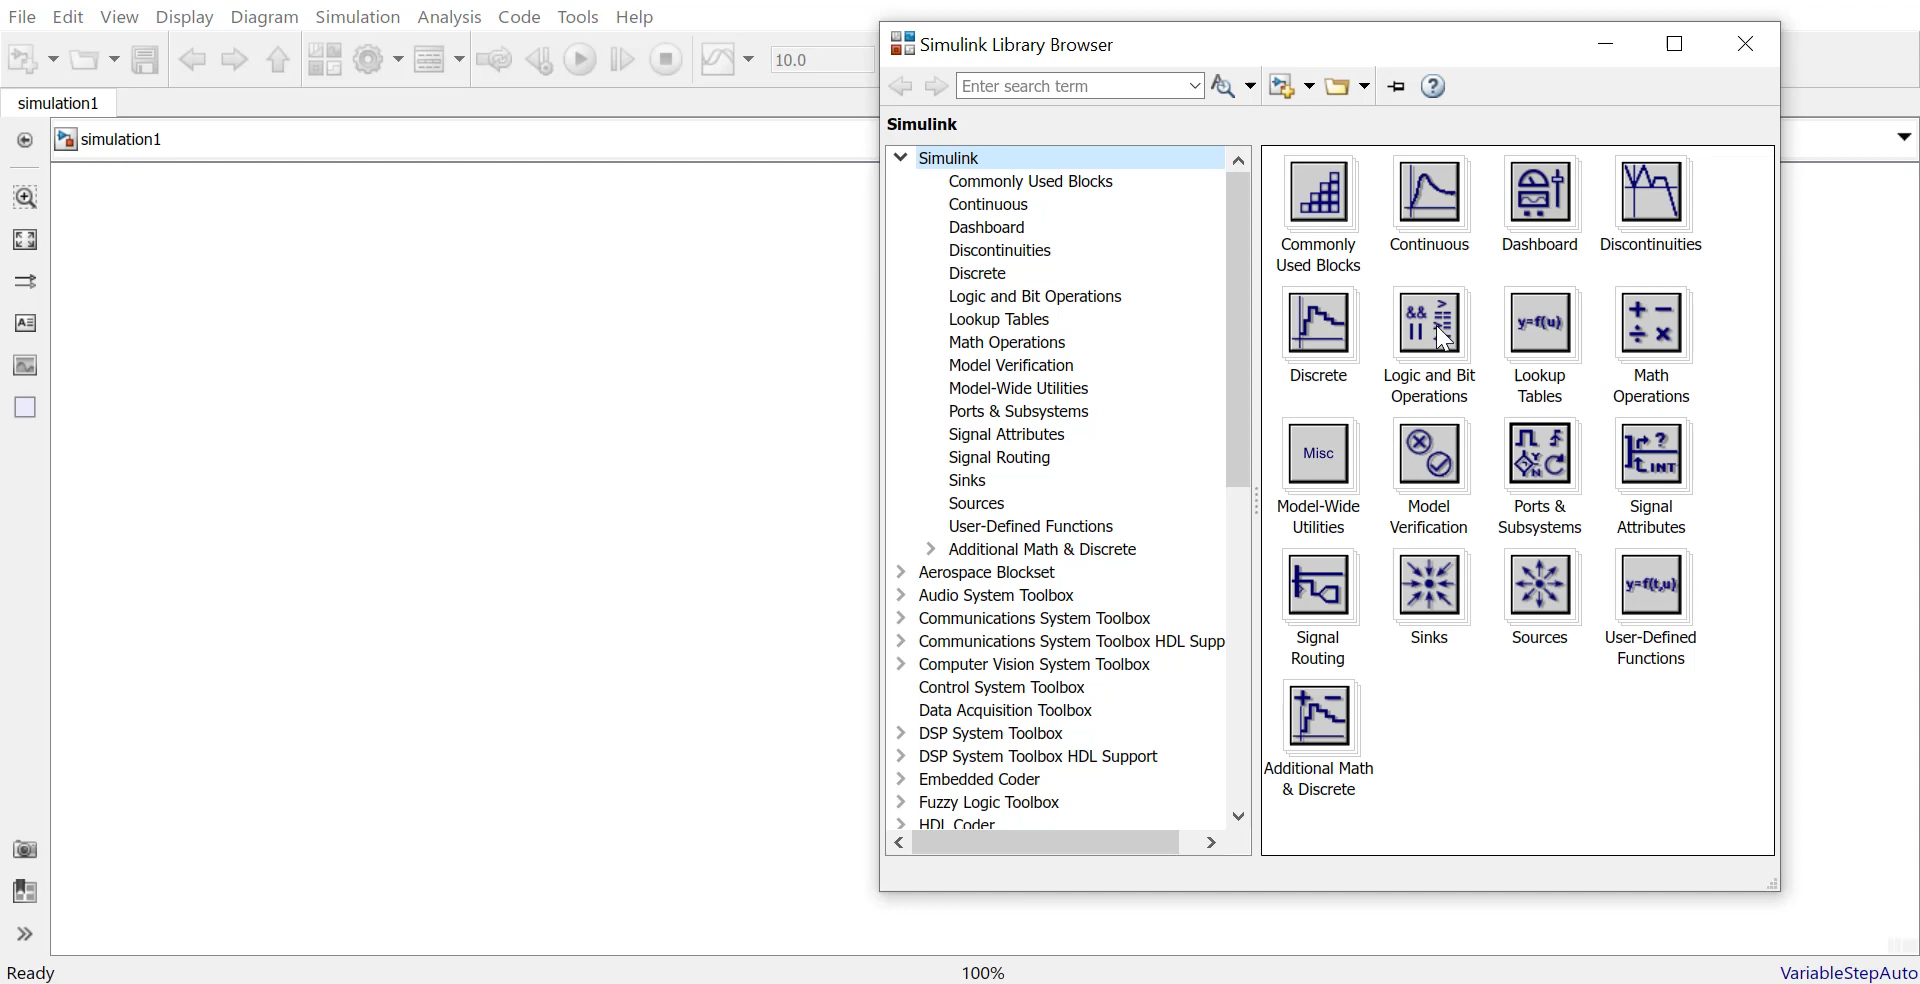 File Edit View Display Diagram Simulation Analysis Code Tools Help
10.0
simulation1
simulation1
Simulink Library Browser
Enter search term
Simulink
Simulink
Commonly Used Blocks
Continuous
Dashboard
Discontinuities
Discrete
Logic and Bit Operations
Lookup Tables
Math Operations
Model Verification
Model-Wide Utilities
Ports & Subsystems
Signal Attributes
Signal Routing
Sinks
Sources
User-Defined Functions
Additional Math & Discrete
Aerospace Blockset
Audio System Toolbox
Communications System Toolbox
Communications System Toolbox HDL Supp
Computer Vision System Toolbox
Control System Toolbox
Data Acquisition Toolbox
DSP System Toolbox
DSP System Toolbox HDL Support
Embedded Coder
Fuzzy Logic Toolbox
HDL Coder
Commonly
Used Blocks
Continuous
Dashboard
Discontinuities
Discrete
Logic and Bit
Operations
y=f(u)
Lookup
Tables
Math
Operations
Misc
Model-Wide
Utilities
Model
Verification
Ports &
Subsystems
INT
Signal
Attributes
Signal
Routing
Sinks
Sources
y=f(t,u)
User-Defined
Functions
Additional Math
& Discrete
Ready
100%
VariableStepAuto